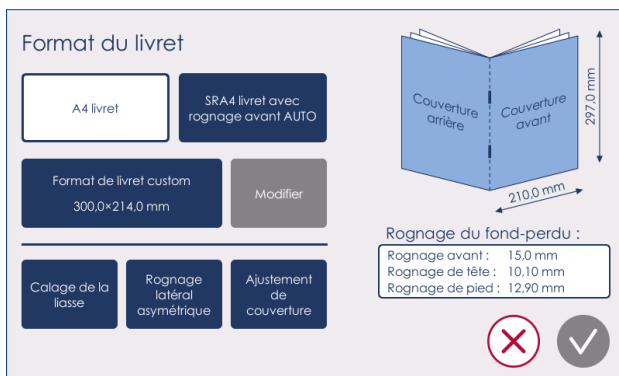 Format du livret
A4 livret
SRA4 livret avec
rognage avant AUTO
Format de livret custom
300,0×214,0 mm
Modifier
Calage de la
liasse
Rognage
latéral
asymétrique
Ajustement
de
couverture
Couverture
arrière
Couverture
avant
297,0 mm
210,0 mm
Rognage du fond-perdu :
Rognage avant : 15,0 mm
Rognage de tête : 10,10 mm
Rognage de pied : 12,90 mm